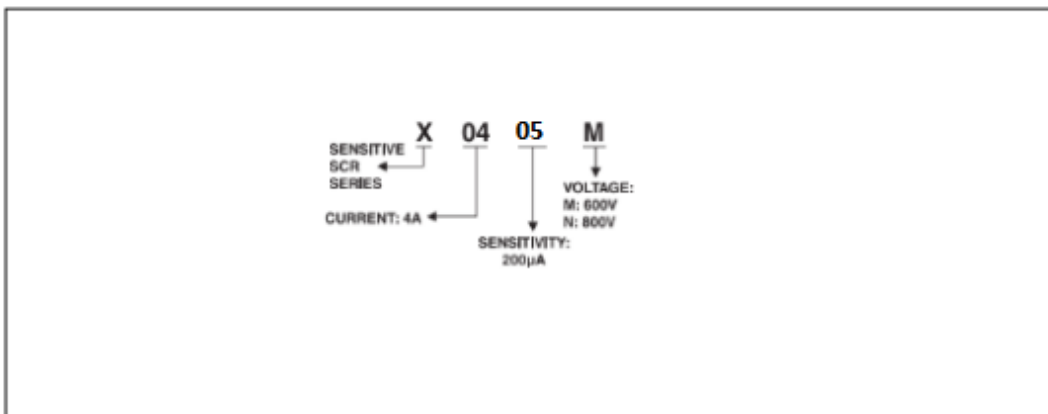 X 04 05 M
SENSITIVE
SCR
SERIES
CURRENT: 4A
SENSITIVITY:
200µA
VOLTAGE:
M: 600V
N: 800V